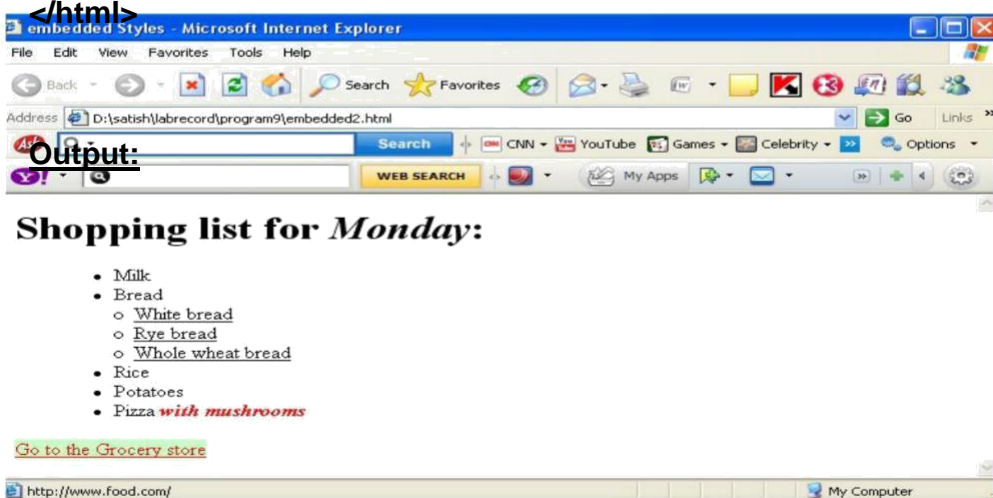 </html>
embedded Styles - Microsoft Internet Explorer
File Edit View Favorites Tools Help
Back Search Favorites
Address D:\satish\labrecord\program9\embedded2.html Go Links »
Ask Search CNN YouTube Games Celebrity » Options
Output:
Y! WEB SEARCH My Apps »
Shopping list for Monday:
• Milk
• Bread
o White bread
o Rye bread
o Whole wheat bread
• Rice
• Potatoes
• Pizza with mushrooms
Go to the Grocery store
http://www.food.com/ My Computer